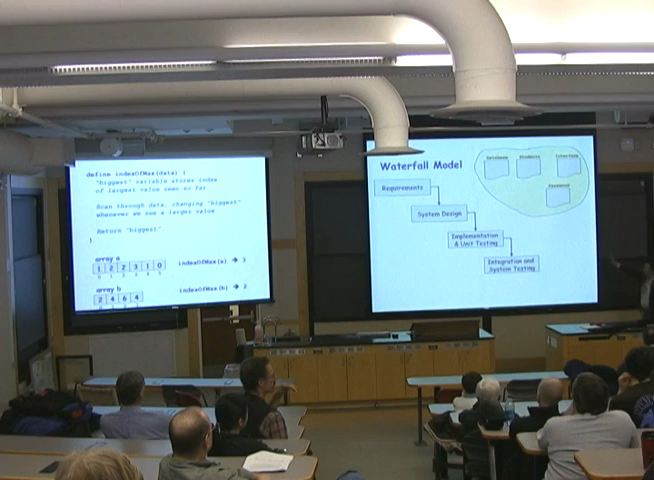 define indexOfMax(data) {
"biggest" variable stores index
of largest value seen so far
Scan through data, changing "biggest"
whenever we see a larger value
Return "biggest"
}
array a
1 2 2 3 1 0
indexOfMax(a) → 3
array b
2 4 6 4
indexOfMax(b) → 2
Waterfall Model
Requirements
System Design
Implementation
& Unit Testing
Integration and
System Testing
Database